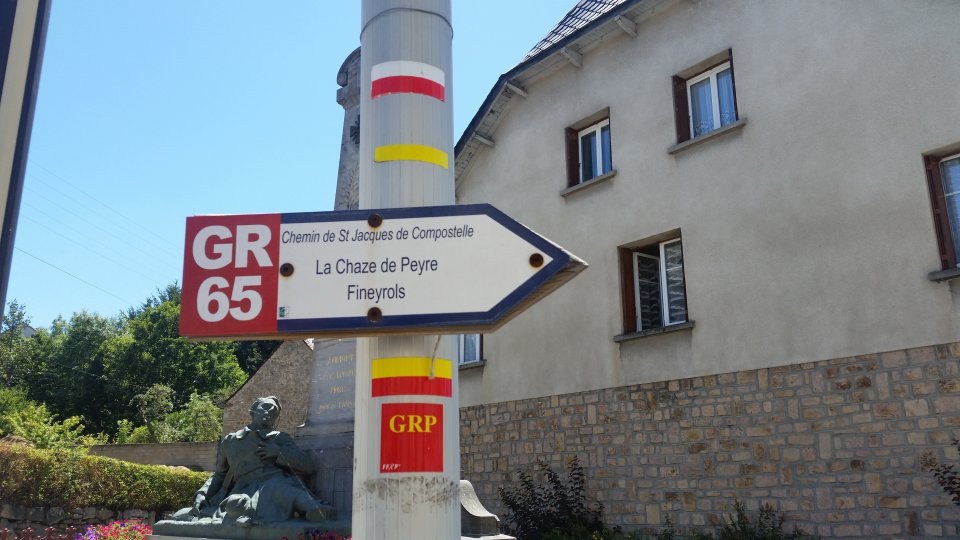 GR
65
Chemin de St Jacques de Compostelle
La Chaze de Peyre
Fineyrols
GRP